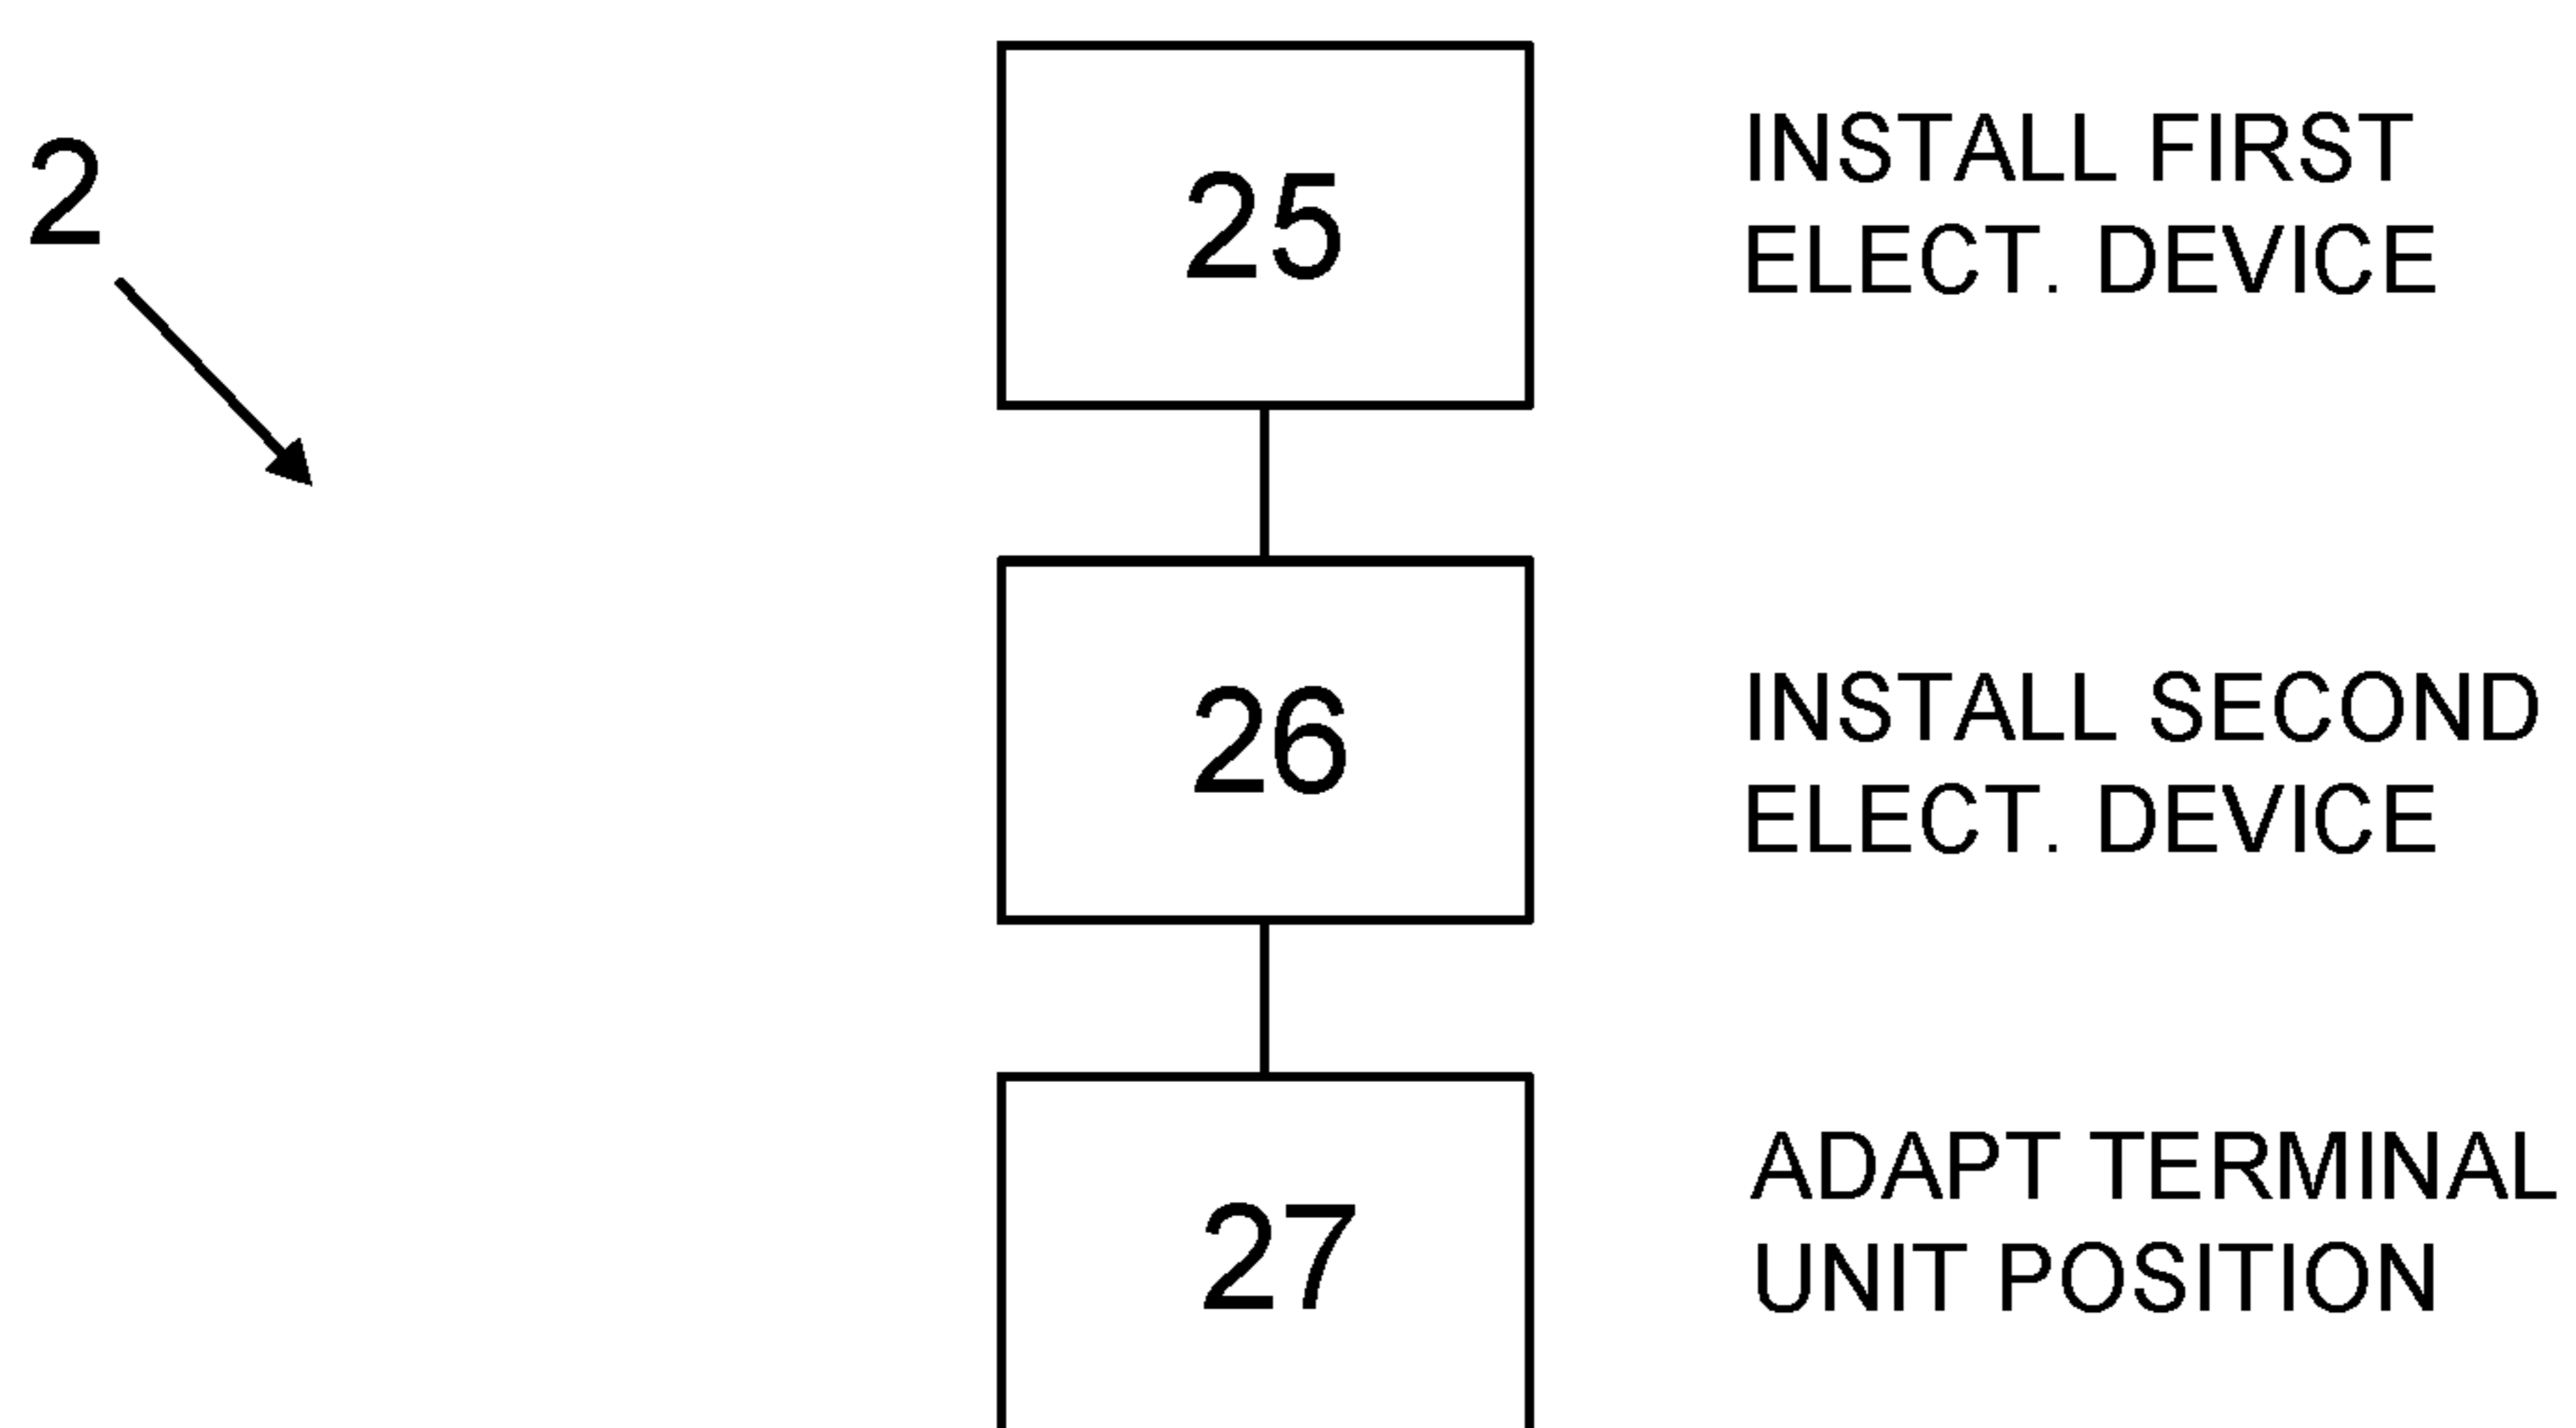 2
25
INSTALL FIRST
ELECT. DEVICE
26
INSTALL SECOND
ELECT. DEVICE
27
ADAPT TERMINAL
UNIT POSITION